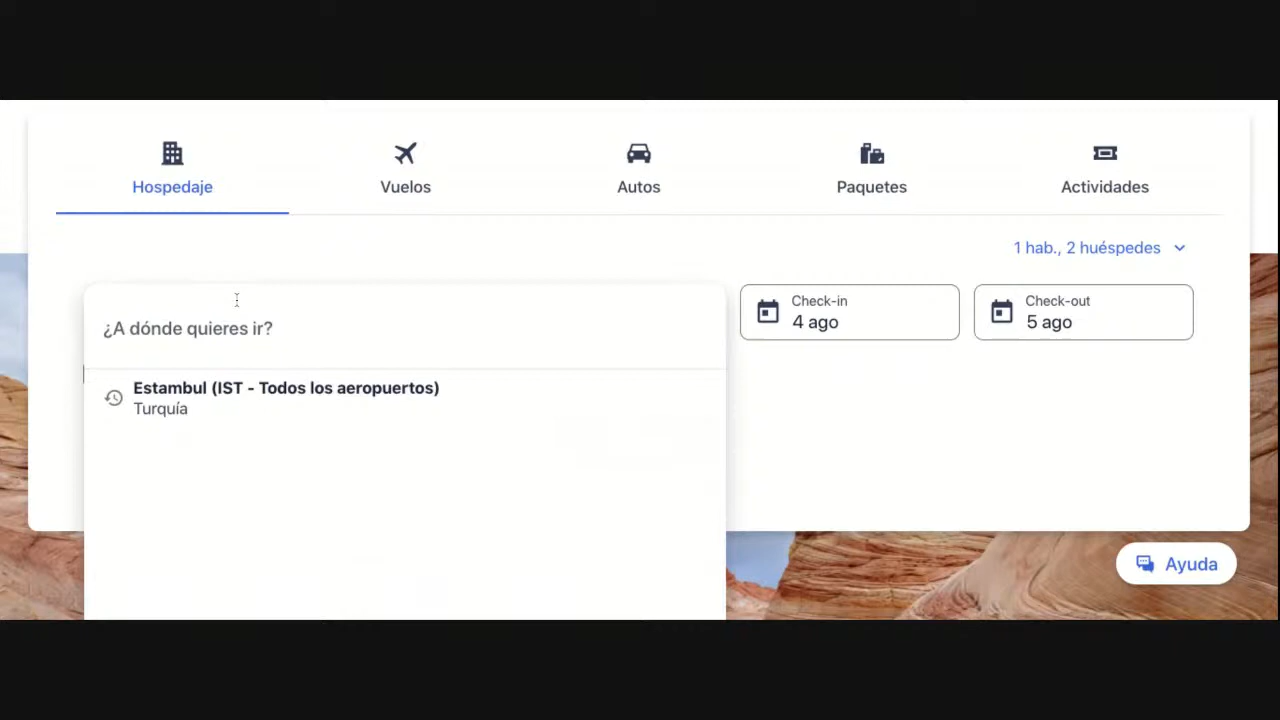 Hospedaje
Vuelos
Autos
Paquetes
Actividades
1 hab., 2 huéspedes
¿A dónde quieres ir?
Check-in
4 ago
Check-out
5 ago
Estambul (IST - Todos los aeropuertos)
Turquía
Ayuda